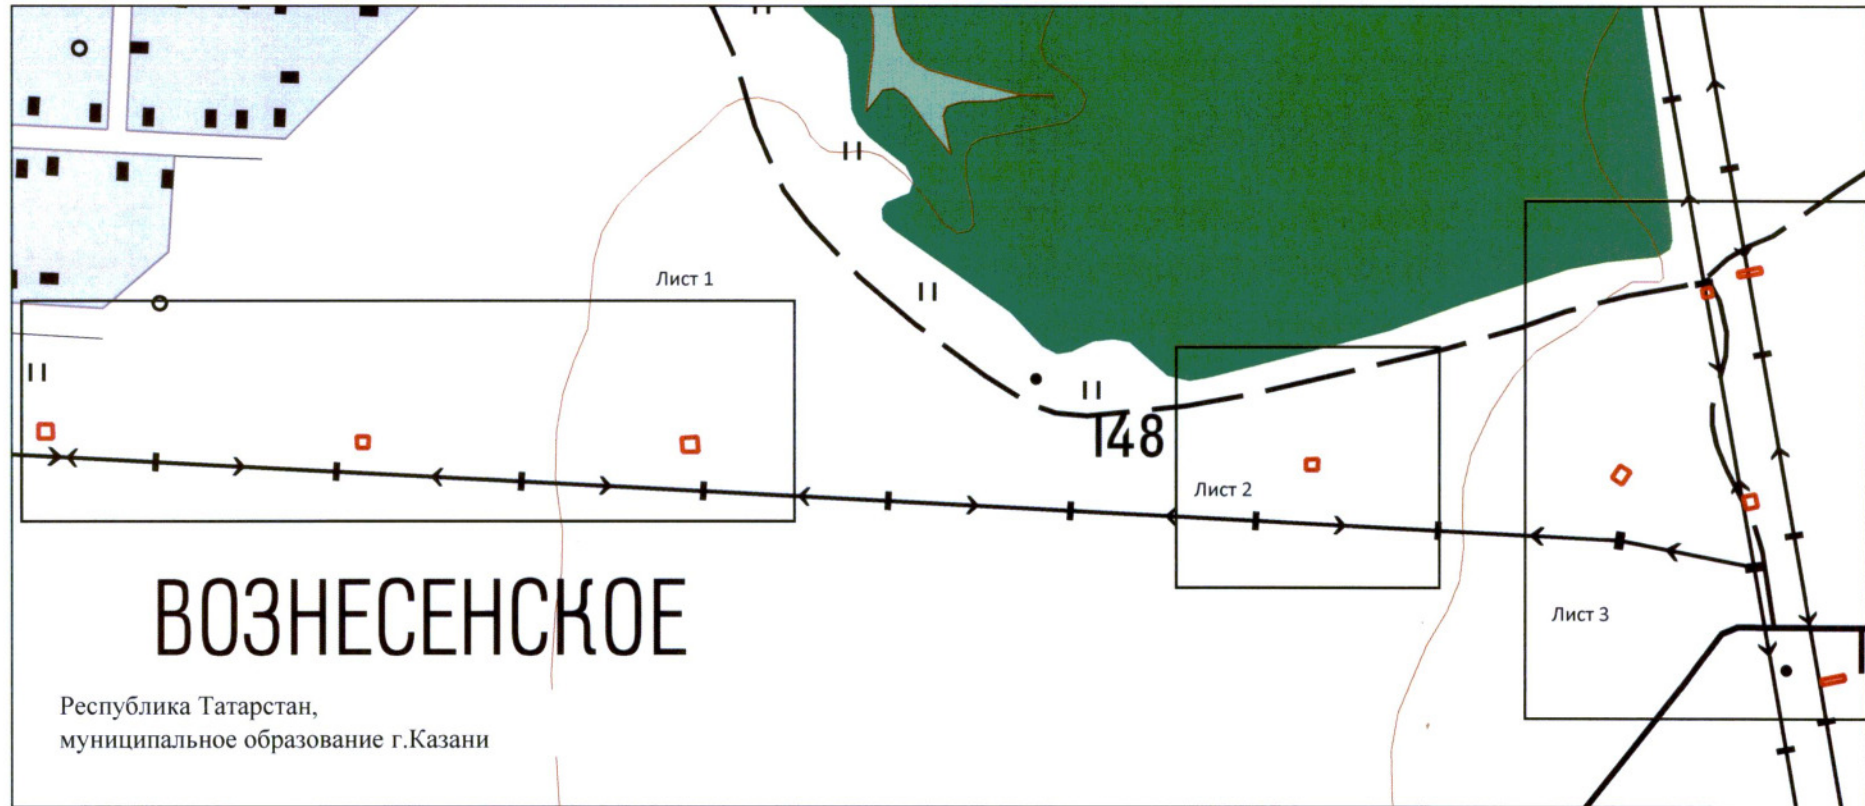 Лист 1
148
Лист 2
Лист 3
ВОЗНЕСЕНСКОЕ
Республика Татарстан,
муниципальное образование г.Казани